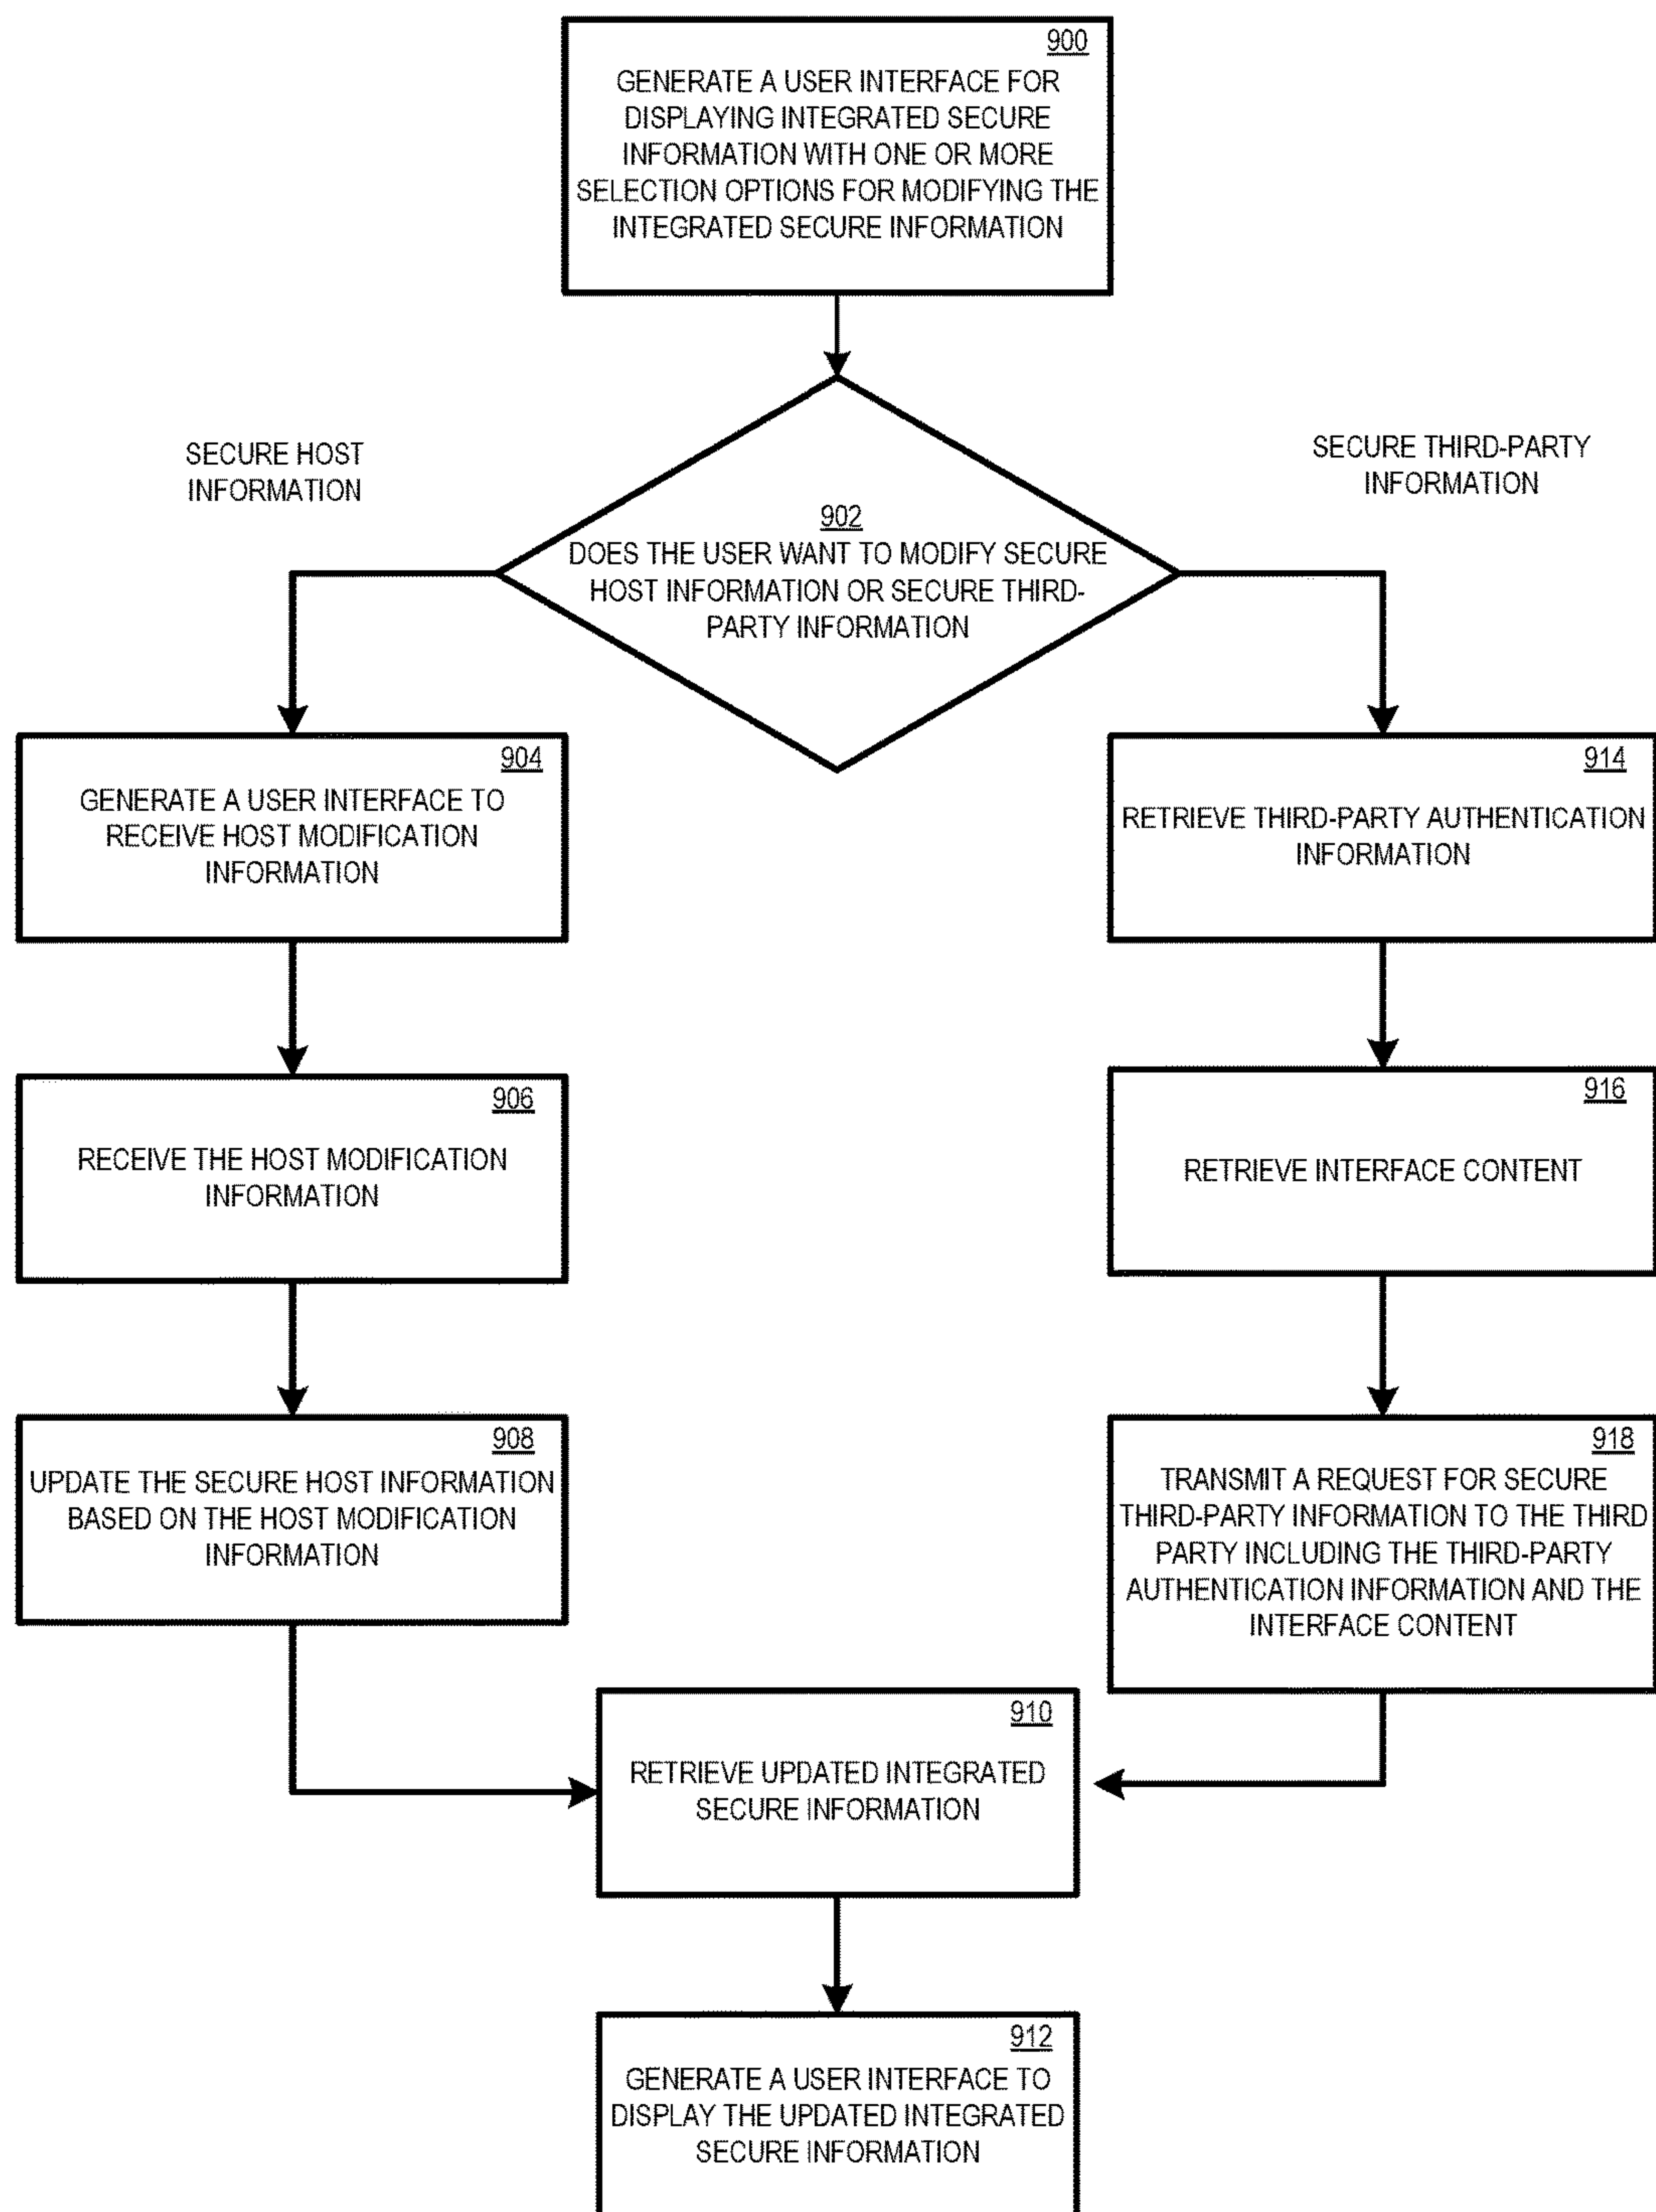 900
GENERATE A USER INTERFACE FOR
DISPLAYING INTEGRATED SECURE
INFORMATION WITH ONE OR MORE
SELECTION OPTIONS FOR MODIFYING THE
INTEGRATED SECURE INFORMATION
SECURE HOST
INFORMATION
SECURE THIRD-PARTY
INFORMATION
902
DOES THE USER WANT TO MODIFY SECURE
HOST INFORMATION OR SECURE THIRD-
PARTY INFORMATION
904
GENERATE A USER INTERFACE TO
RECEIVE HOST MODIFICATION
INFORMATION
914
RETRIEVE THIRD-PARTY AUTHENTICATION
INFORMATION
906
RECEIVE THE HOST MODIFICATION
INFORMATION
916
RETRIEVE INTERFACE CONTENT
908
UPDATE THE SECURE HOST INFORMATION
BASED ON THE HOST MODIFICATION
INFORMATION
918
TRANSMIT A REQUEST FOR SECURE
THIRD-PARTY INFORMATION TO THE THIRD
PARTY INCLUDING THE THIRD-PARTY
AUTHENTICATION INFORMATION AND THE
INTERFACE CONTENT
910
RETRIEVE UPDATED INTEGRATED
SECURE INFORMATION
912
GENERATE A USER INTERFACE TO
DISPLAY THE UPDATED INTEGRATED
SECURE INFORMATION